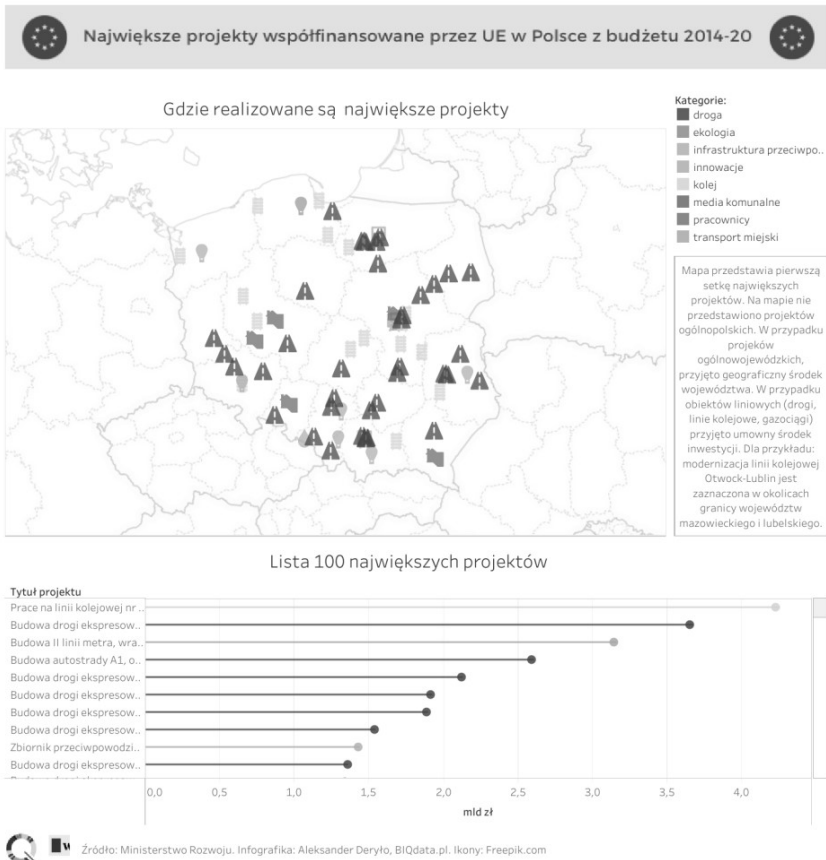 Największe projekty współfinansowane przez UE w Polsce z budżetu 2014-20
Gdzie realizowane są największe projekty
Kategorie:
droga
ekologia
infrastruktura przeciwpo..
innowacje
kolej
media komunalne
pracownicy
transport miejski
Mapa przedstawia pierwszą
setkę największych
projektów. Na mapie nie
przedstawiono projektów
ogólnopolskich. W przypadku
projeków
ogólnowojewódzkich,
przyjęto geograficzny środek
województwa. W przypadku
obiektów liniowych (drogi,
linie kolejowe, gazociągi)
przyjęto umowny środek
inwestycji. Dla przykładu:
modernizacja linii kolejowej
Otwock-Lublin jest
zaznaczona w okolicach
granicy województw
mazowieckiego i lubelskiego.
Lista 100 największych projektów
Tytuł projektu
Prace na linii kolejowej nr ..
Budowa drogi ekspresow..
Budowa II linii metra, wra..
Budowa autostrady A1, o..
Budowa drogi ekspresow..
Budowa drogi ekspresow..
Budowa drogi ekspresow..
Budowa drogi ekspresow..
Zbiornik przeciwpowodzi..
Budowa drogi ekspresow..
0,0 0,5 1,0 1,5 2,0 2,5 3,0 3,5 4,0
mld zł
Źródło: Ministerstwo Rozwoju. Infografika: Aleksander Deryło, BIQdata.pl. Ikony: Freepik.com